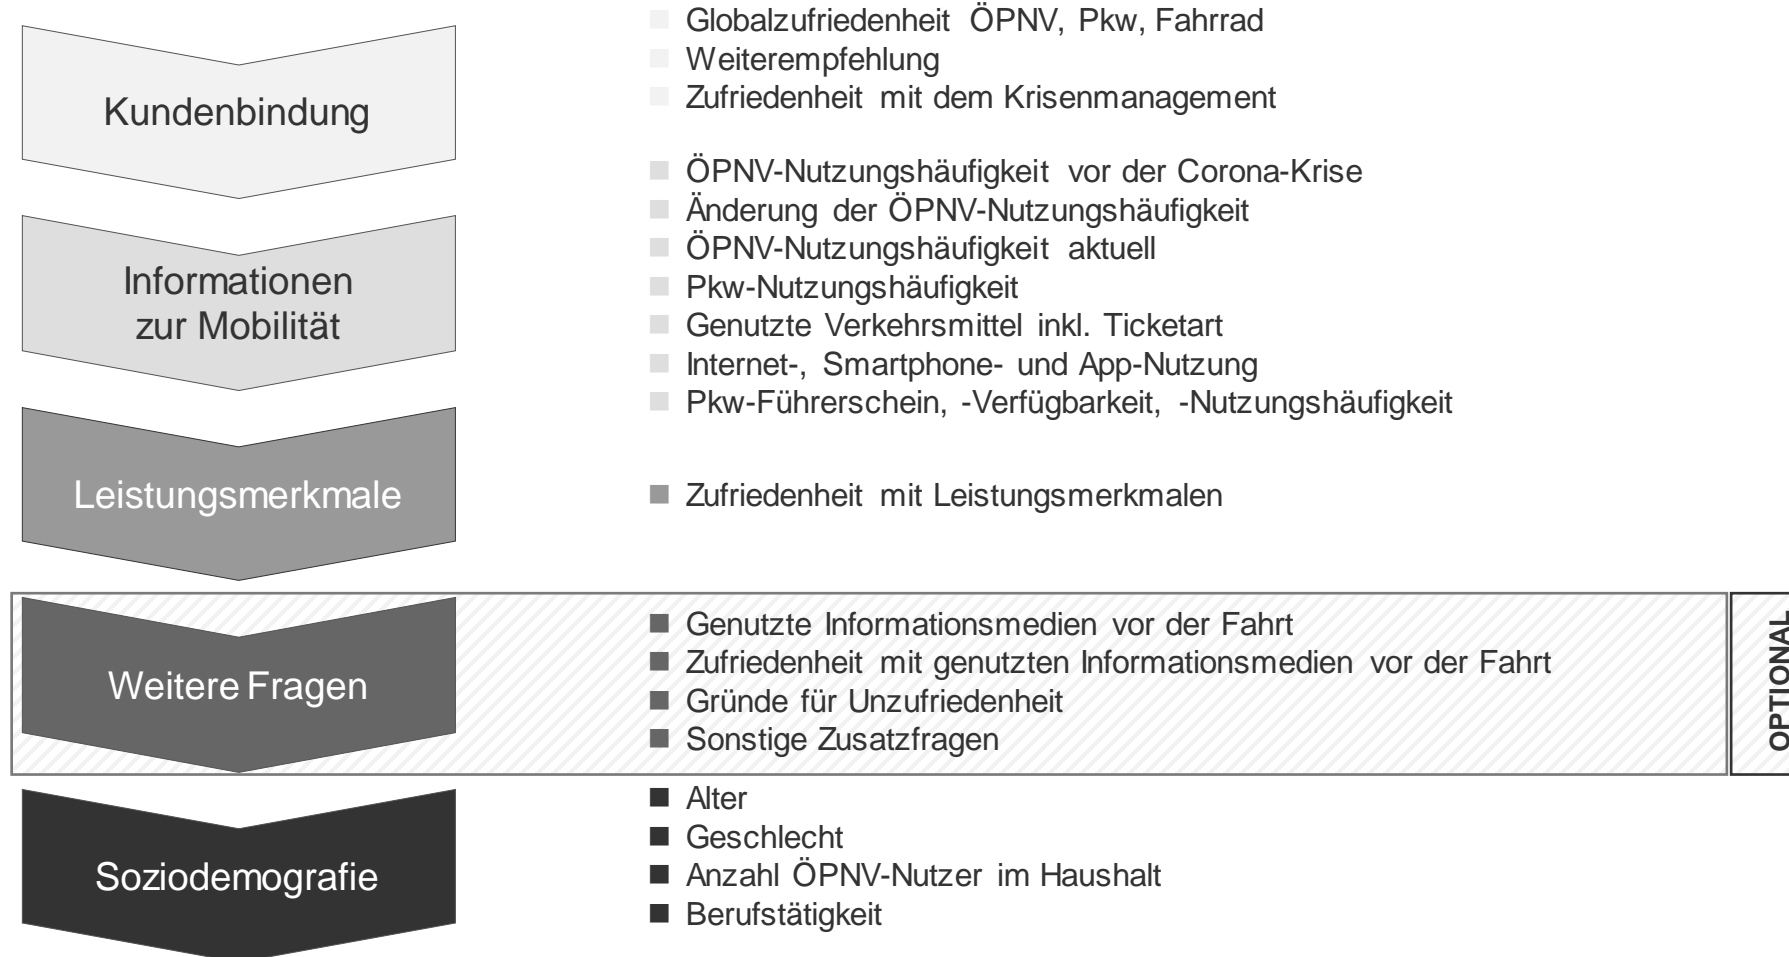 Kundenbindung
Globalzufriedenheit ÖPNV, Pkw, Fahrrad
Weiterempfehlung
Zufriedenheit mit dem Krisenmanagement
Informationen
zur Mobilität
ÖPNV-Nutzungshäufigkeit vor der Corona-Krise
Änderung der ÖPNV-Nutzungshäufigkeit
ÖPNV-Nutzungshäufigkeit aktuell
Pkw-Nutzungshäufigkeit
Genutzte Verkehrsmittel inkl. Ticketart
Internet-, Smartphone- und App-Nutzung
Pkw-Führerschein, -Verfügbarkeit, -Nutzungshäufigkeit
Leistungsmerkmale
Zufriedenheit mit Leistungsmerkmalen
Weitere Fragen
Genutzte Informationsmedien vor der Fahrt
Zufriedenheit mit genutzten Informationsmedien vor der Fahrt
Gründe für Unzufriedenheit
Sonstige Zusatzfragen
OPTIONAL
Soziodemografie
Alter
Geschlecht
Anzahl ÖPNV-Nutzer im Haushalt
Berufstätigkeit